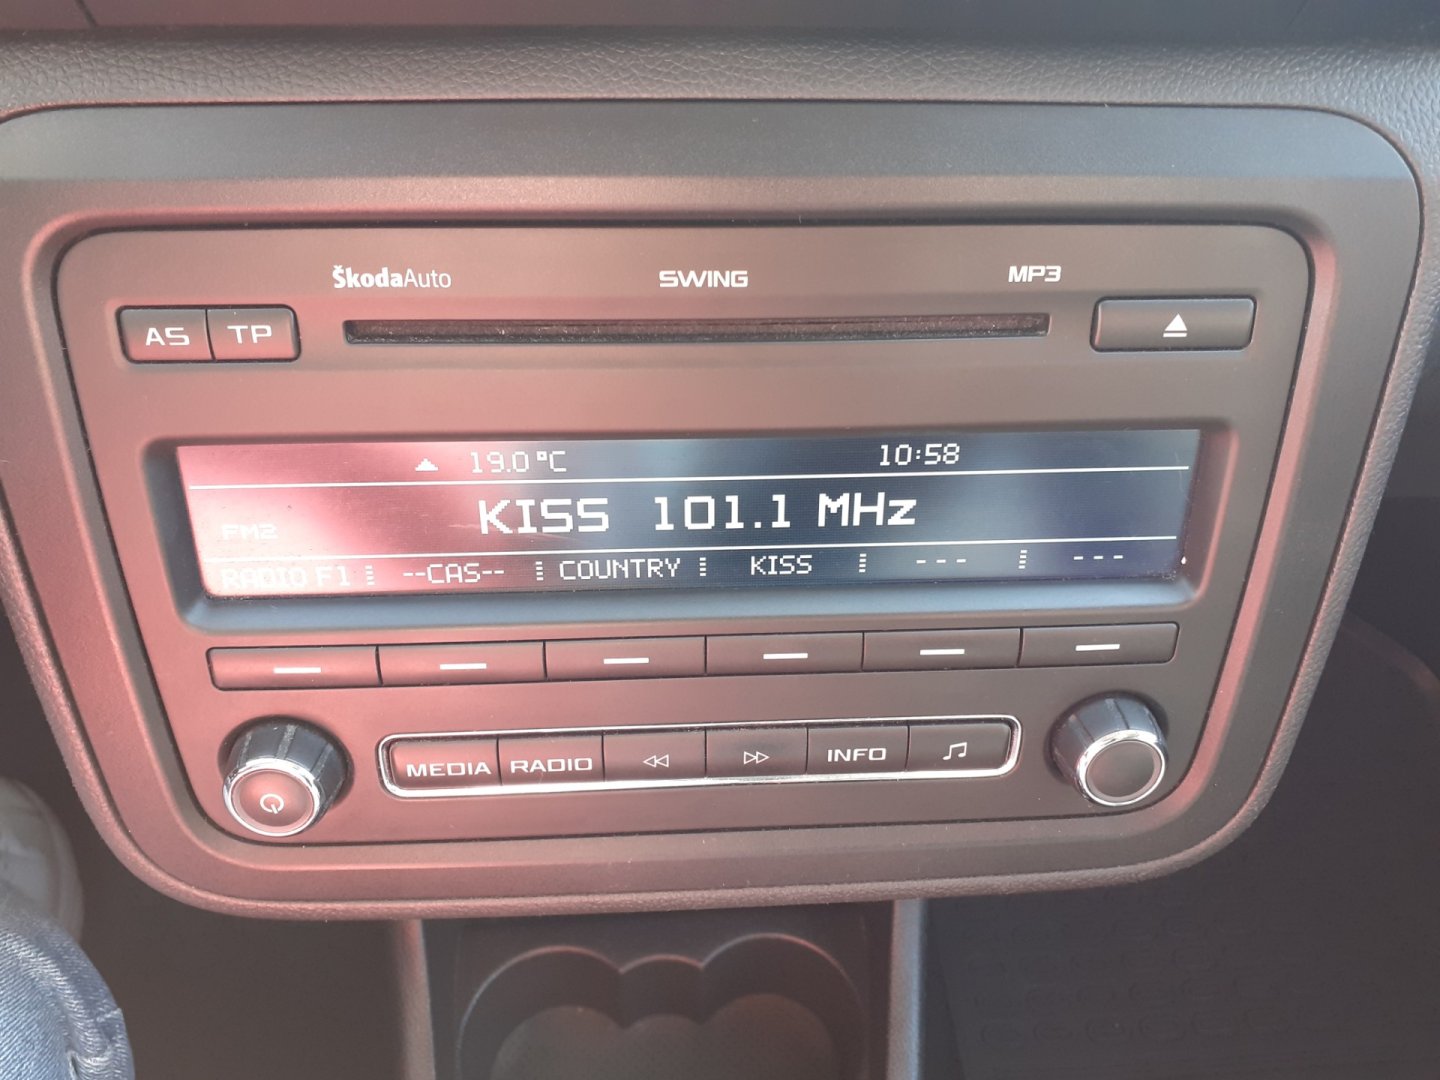 ŠkodaAuto SWING MP3
AS TP
19.0°C 10:58
KISS 101.1 MHz
FM2
RADIO F1 --CAS-- COUNTRY KISS --- ---
MEDIA RADIO INFO